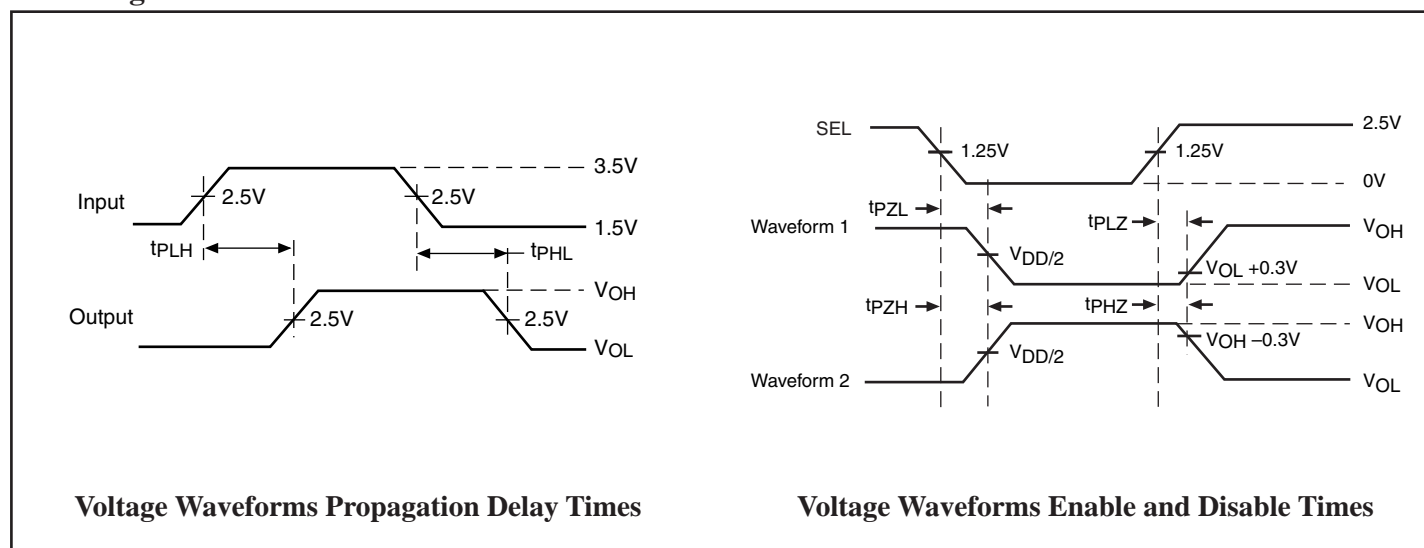 Input
2.5V
2.5V
3.5V
1.5V
tPLH
tPHL
Output
2.5V
2.5V
VOH
VOL
Voltage Waveforms Propagation Delay Times
SEL
1.25V
1.25V
2.5V
0V
tPZL
tPLZ
Waveform 1
VDD/2
VOL +0.3V
VOH
VOL
tPZH
tPHZ
Waveform 2
VDD/2
VOH –0.3V
VOH
VOL
Voltage Waveforms Enable and Disable Times